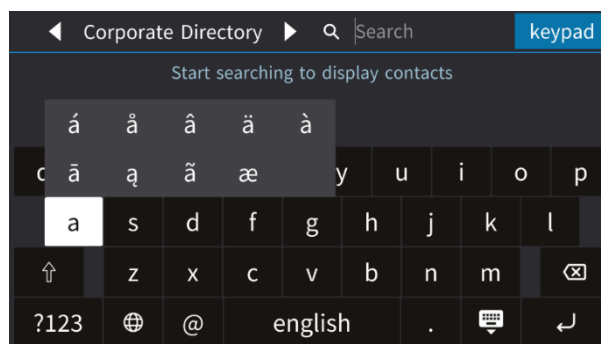 Corporate Directory Search keypad
Start searching to display contacts
á å â ä à
ā ą ã æ y u i o p
a s d f g h j k l
z x c v b n m
?123 @ english .